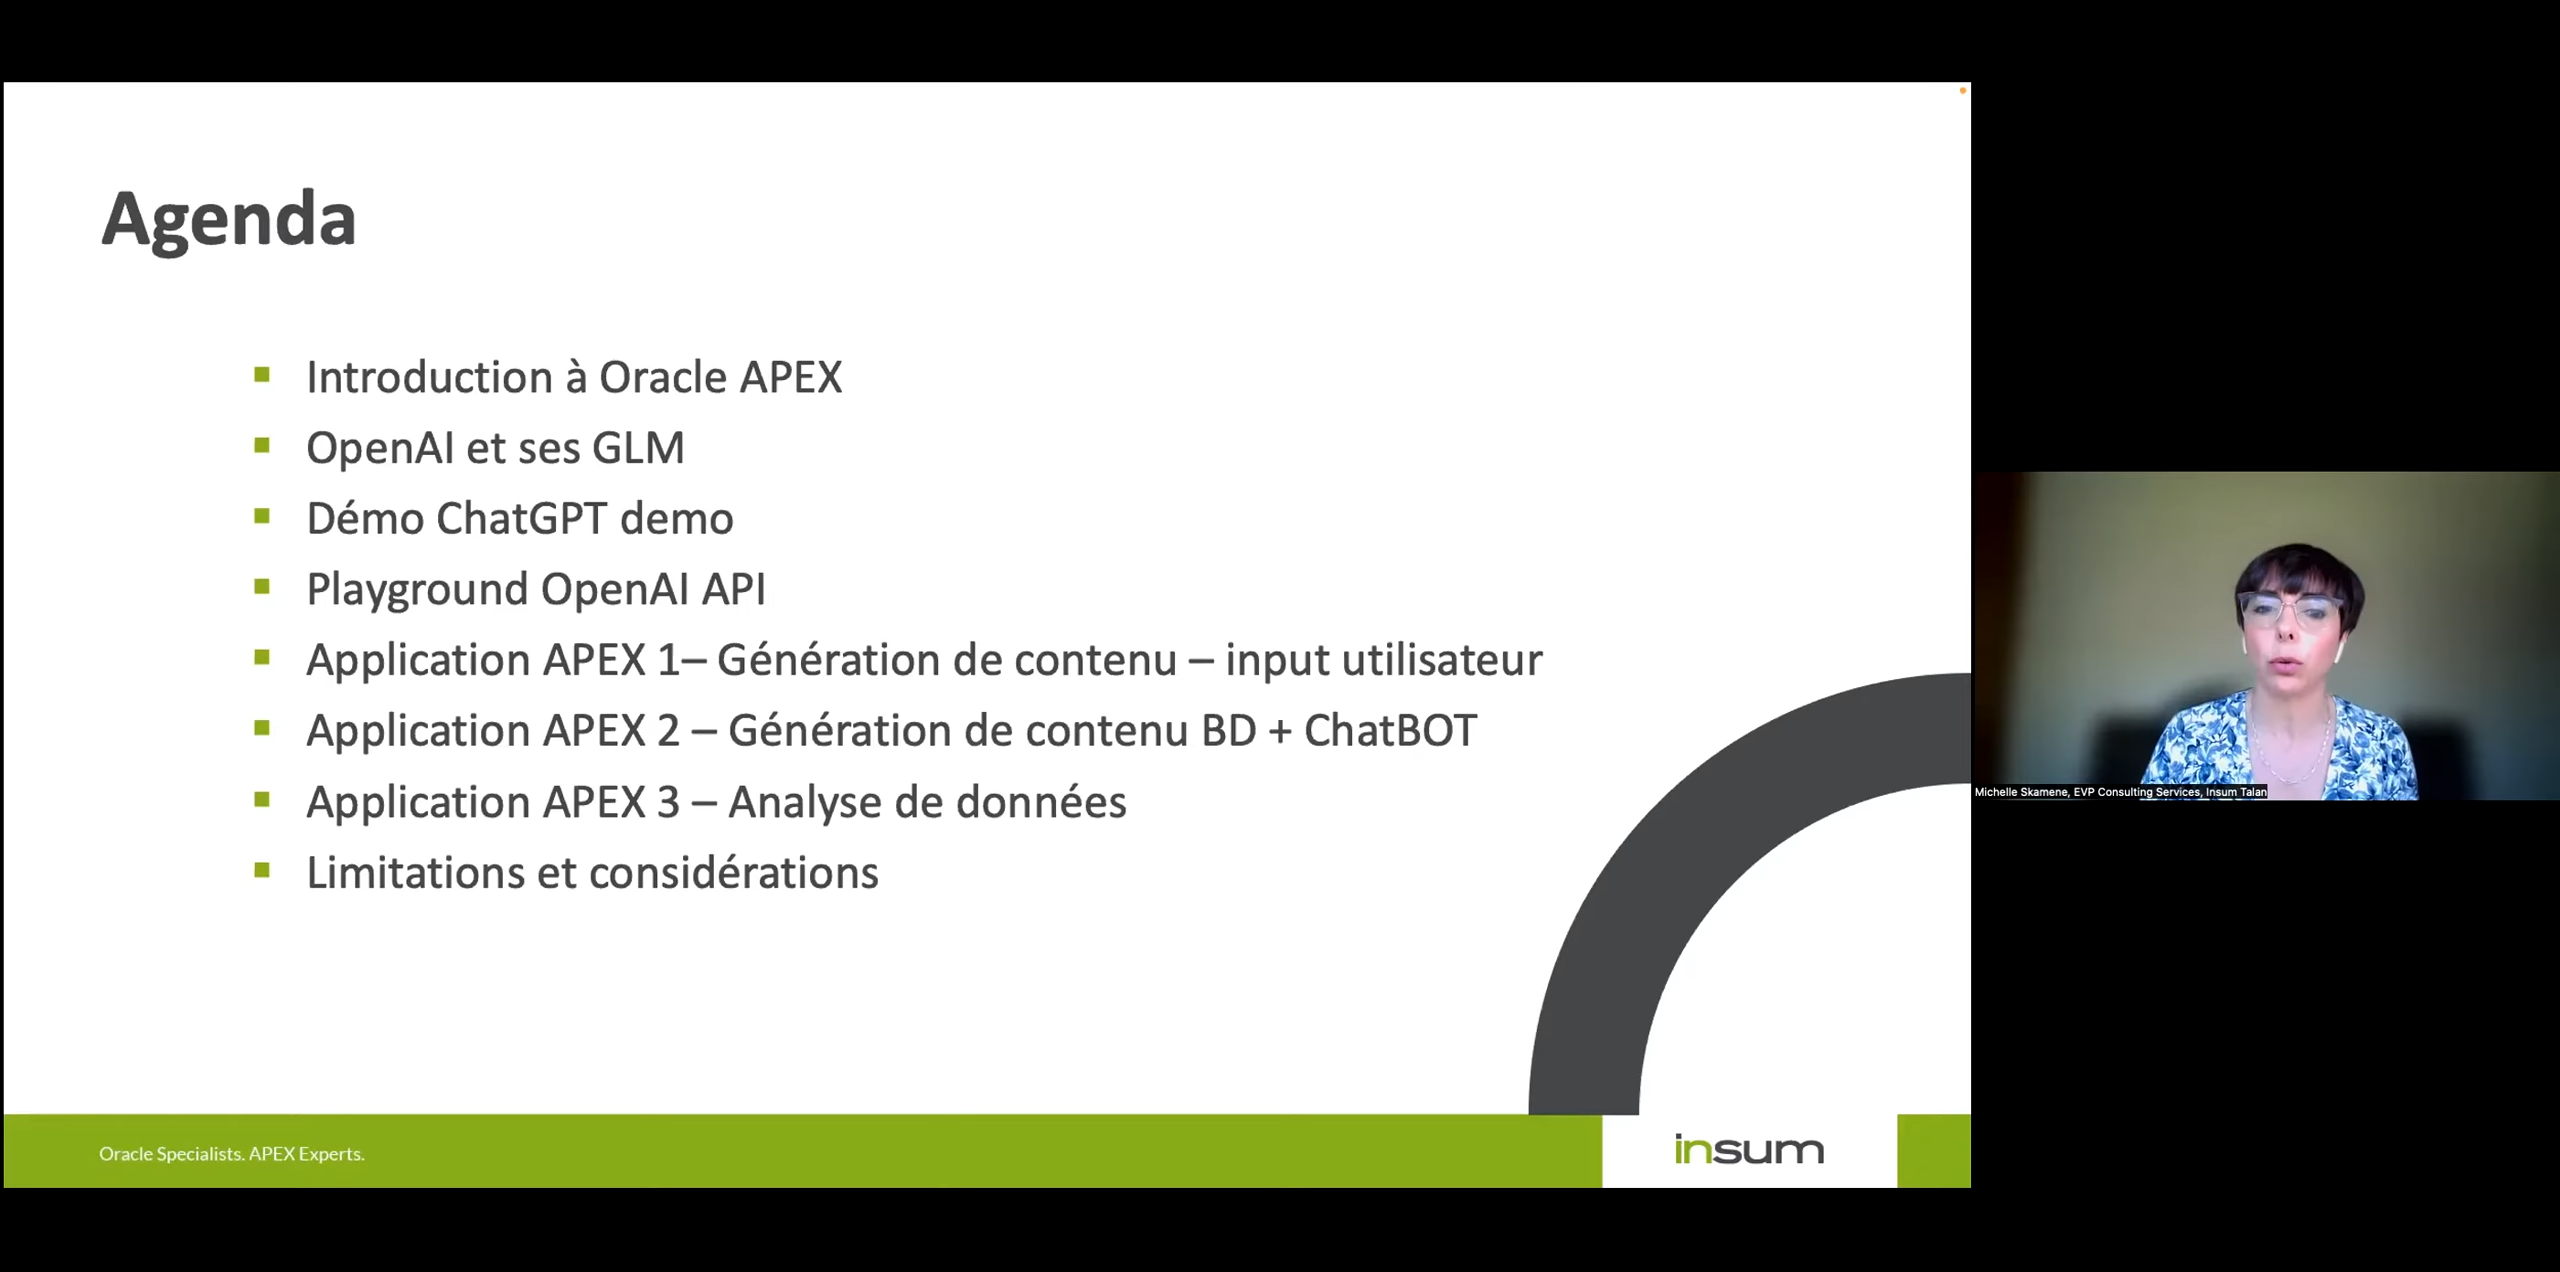 Agenda
Introduction à Oracle APEX
OpenAI et ses GLM
Démo ChatGPT demo
Playground OpenAI API
Application APEX 1– Génération de contenu – input utilisateur
Application APEX 2 – Génération de contenu BD + ChatBOT
Application APEX 3 – Analyse de données
Limitations et considérations
Michelle Skamene, EVP Consulting Services, Insum Talan
Oracle Specialists. APEX Experts.
insum